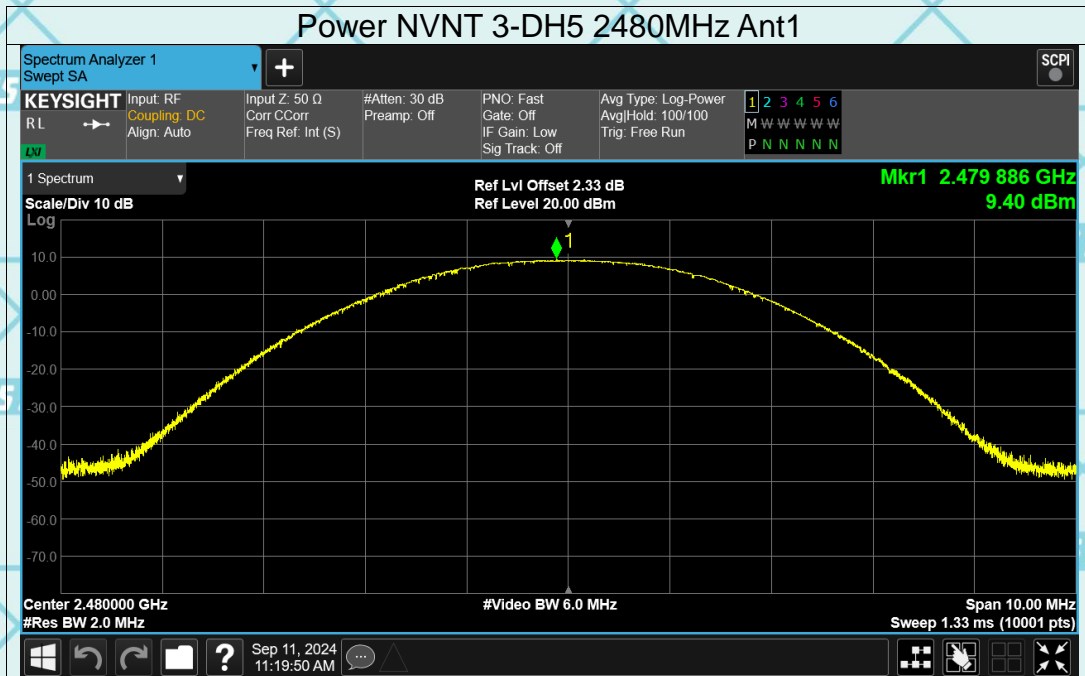 Power NVNT 3-DH5 2480MHz Ant1
Spectrum Analyzer 1
Swept SA
+
SCPI
KEYSIGHT
R L
LXI
Input: RF
Coupling: DC
Align: Auto
Input Z: 50 Ω
Corr CCorr
Freq Ref: Int (S)
#Atten: 30 dB
Preamp: Off
PNO: Fast
Gate: Off
IF Gain: Low
Sig Track: Off
Avg Type: Log-Power
Avg|Hold: 100/100
Trig: Free Run
1 2 3 4 5 6
M W W W W W
P N N N N N
1 Spectrum
Scale/Div 10 dB
Ref Lvl Offset 2.33 dB
Ref Level 20.00 dBm
Mkr1 2.479 886 GHz
9.40 dBm
Log
1
10.0
0.00
-10.0
-20.0
-30.0
-40.0
-50.0
-60.0
-70.0
Center 2.480000 GHz
#Res BW 2.0 MHz
#Video BW 6.0 MHz
Span 10.00 MHz
Sweep 1.33 ms (10001 pts)
?
Sep 11, 2024
11:19:50 AM